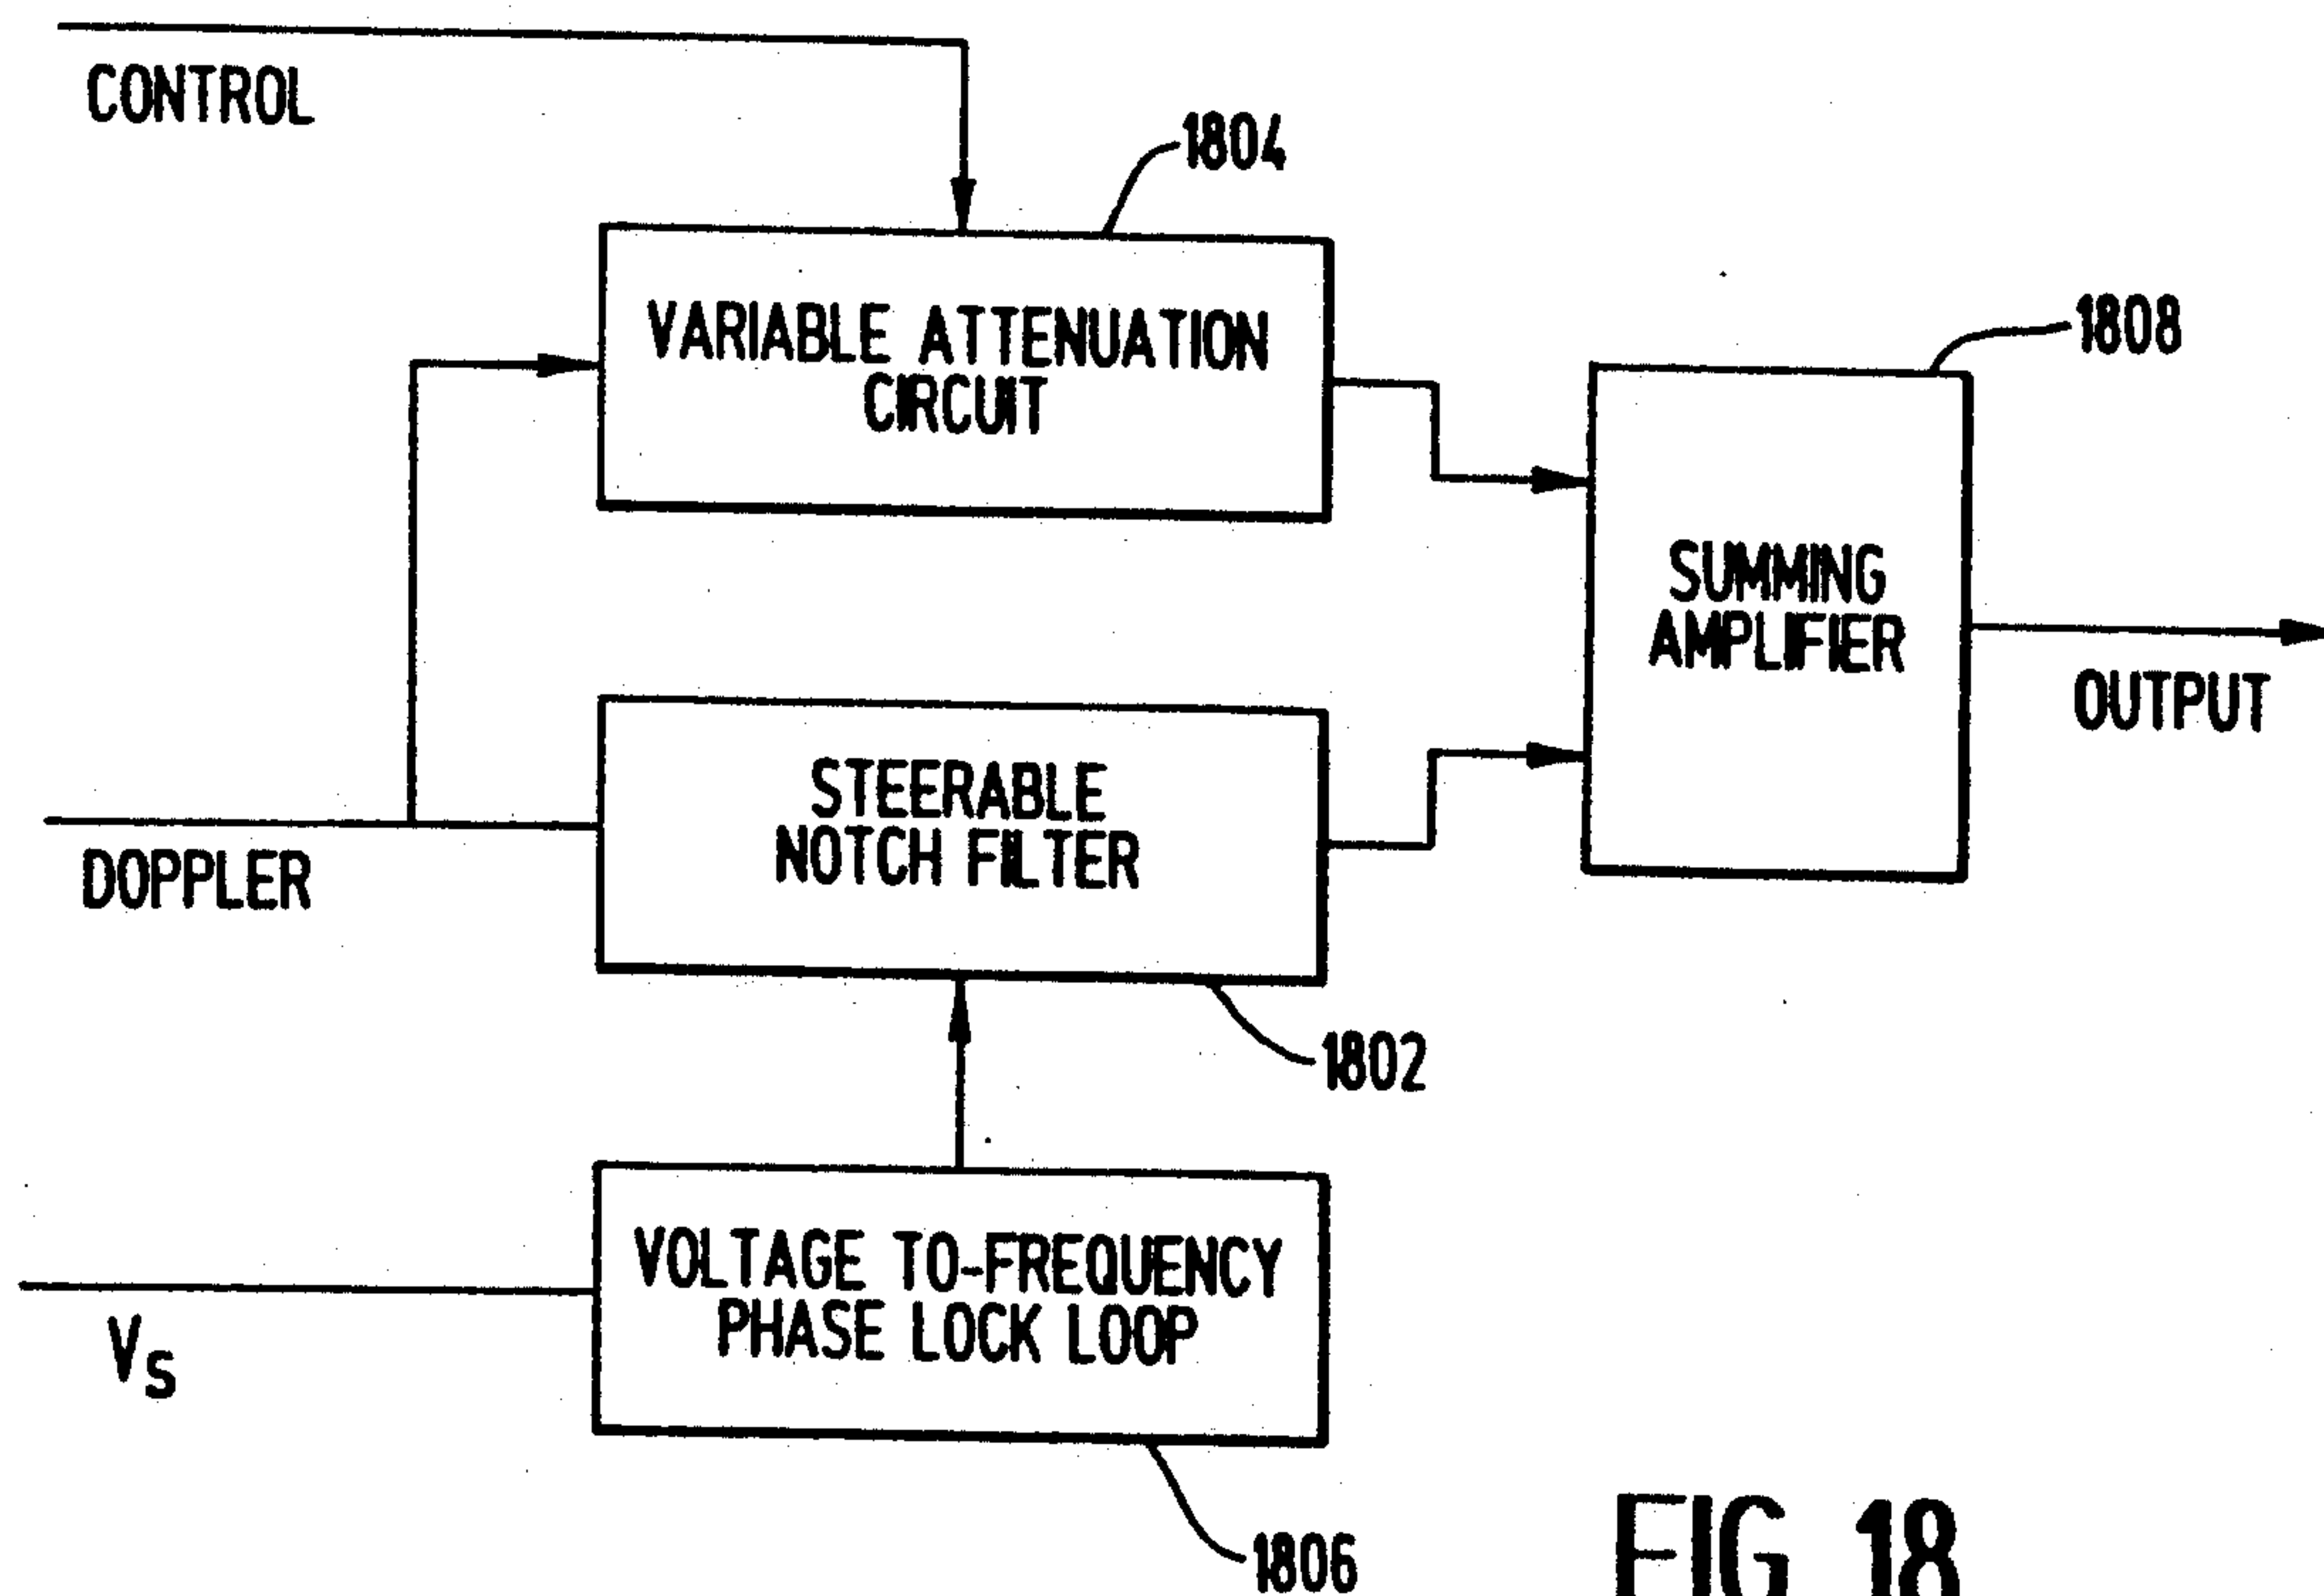 CONTROL
1804
VARIABLE ATTENUATION
CIRCUIT
1808
SUMMING
AMPLIFIER
OUTPUT
STEERABLE
NOTCH FILTER
DOPPLER
1802
VOLTAGE TO-FREQUENCY
PHASE LOCK LOOP
VS
1806
FIG 18